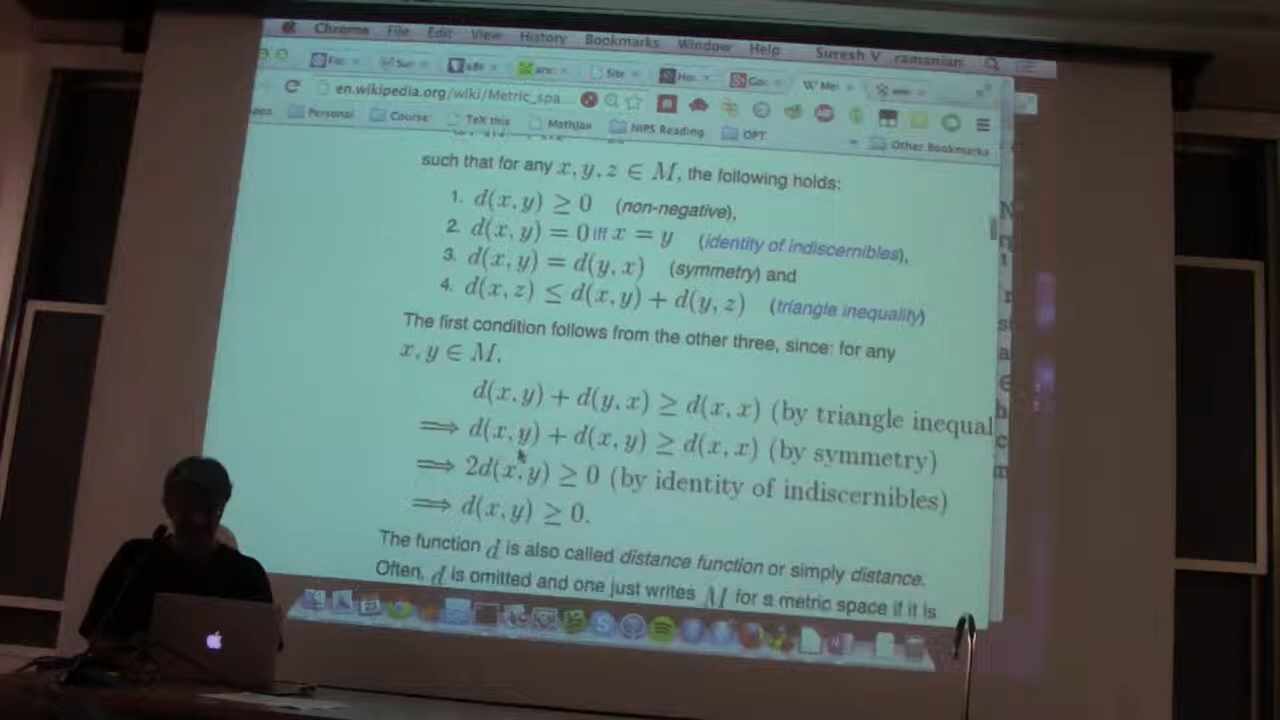 Chrome File Edit View History Bookmarks Window Help Suresh V ramanian
en.wikipedia.org/wiki/Metric_spa
Personal Course TeX this MathJax NIPS Reading OPT Other Bookmarks
such that for any x, y, z ∈ M, the following holds:
1. d(x, y) ≥ 0 (non-negative),
2. d(x, y) = 0 iff x = y (identity of indiscernibles),
3. d(x, y) = d(y, x) (symmetry) and
4. d(x, z) ≤ d(x, y) + d(y, z) (triangle inequality)
The first condition follows from the other three, since: for any
x, y ∈ M,
d(x, y) + d(y, x) ≥ d(x, x) (by triangle inequal
⟹ d(x, y) + d(x, y) ≥ d(x, x) (by symmetry)
⟹ 2d(x, y) ≥ 0 (by identity of indiscernibles)
⟹ d(x, y) ≥ 0.
The function d is also called distance function or simply distance.
Often, d is omitted and one just writes M for a metric space if it is